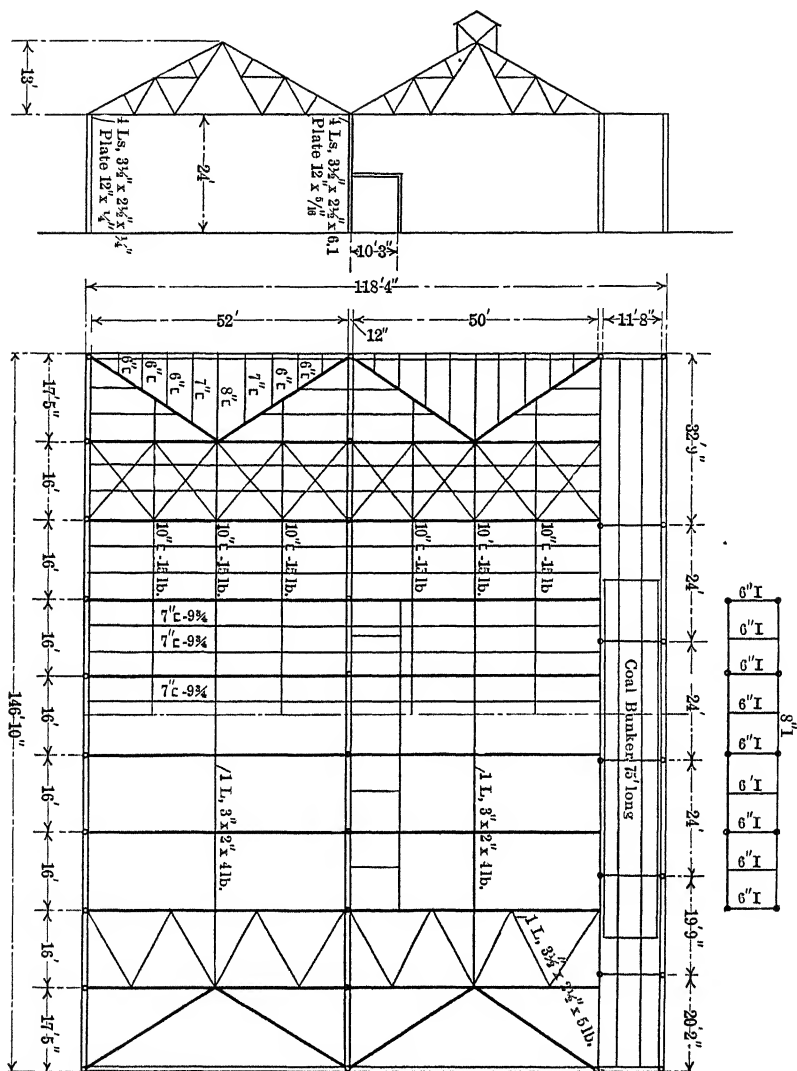 13'
24'
4 Ls, 3½" x 2½" x ¼"
Plate 12" x ¼"
4 Ls, 3½" x 2½" x 6.1
Plate 12" x 5/16
10'-3"
118'4"
52'
12"
50'
11'-8"
17'5"
6"⊏
6"⊏
6"⊏
7"⊏
8"⊏
7"⊏
6"⊏
6"⊏
32'9"
16'
16'
10"⊏-15 lb.
10"⊏-15 lb.
10"⊏-15 lb.
10"⊏-15 lb
10"⊏-15 lb.
10"⊏-15 lb
24'
16'
7"⊏-9¾
7"⊏-9¾
6"I
6"I
6"I
6"I
6"I
6"I
6"I
6"I
6"I
8"I
16'
7"⊏-9¾
24'
Coal Bunker 75' long
146'10"
16'
1 L, 3" x 2" x 4 lb.
1 L, 3" x 2" x 4 lb.
24'
16'
16'
1 L, 3½" x 2½" x 5 lb.
19'9"
17'5"
20'2"